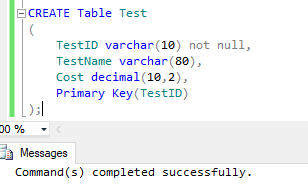 CREATE Table Test
(
TestID varchar(10) not null,
TestName varchar(80),
Cost decimal(10,2),
Primary Key(TestID)
);
00 %
Messages
Command(s) completed successfully.